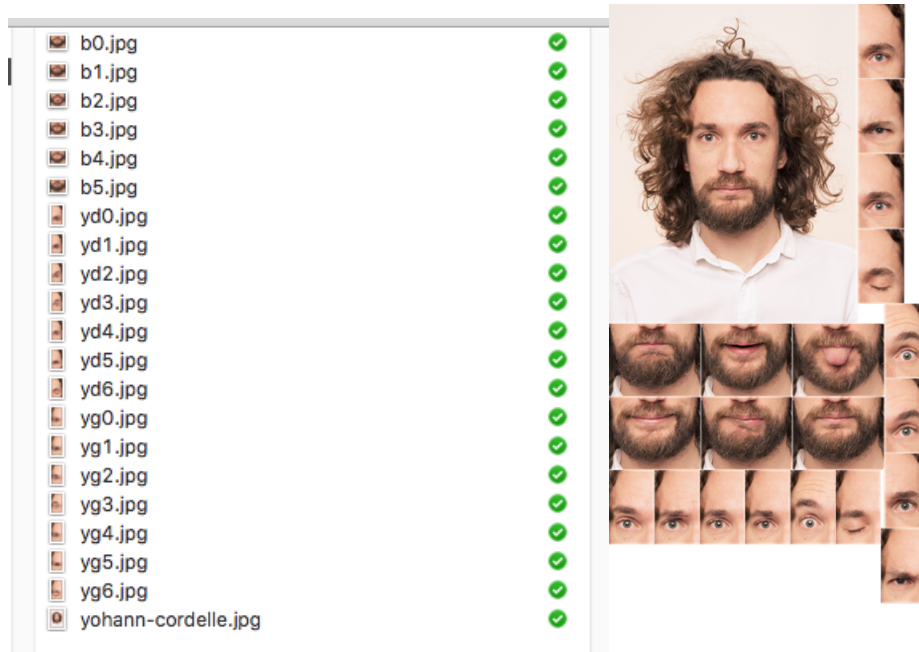 b0.jpg
b1.jpg
b2.jpg
b3.jpg
b4.jpg
b5.jpg
yd0.jpg
yd1.jpg
yd2.jpg
yd3.jpg
yd4.jpg
yd5.jpg
yd6.jpg
yg0.jpg
yg1.jpg
yg2.jpg
yg3.jpg
yg4.jpg
yg5.jpg
yg6.jpg
yohann-cordelle.jpg